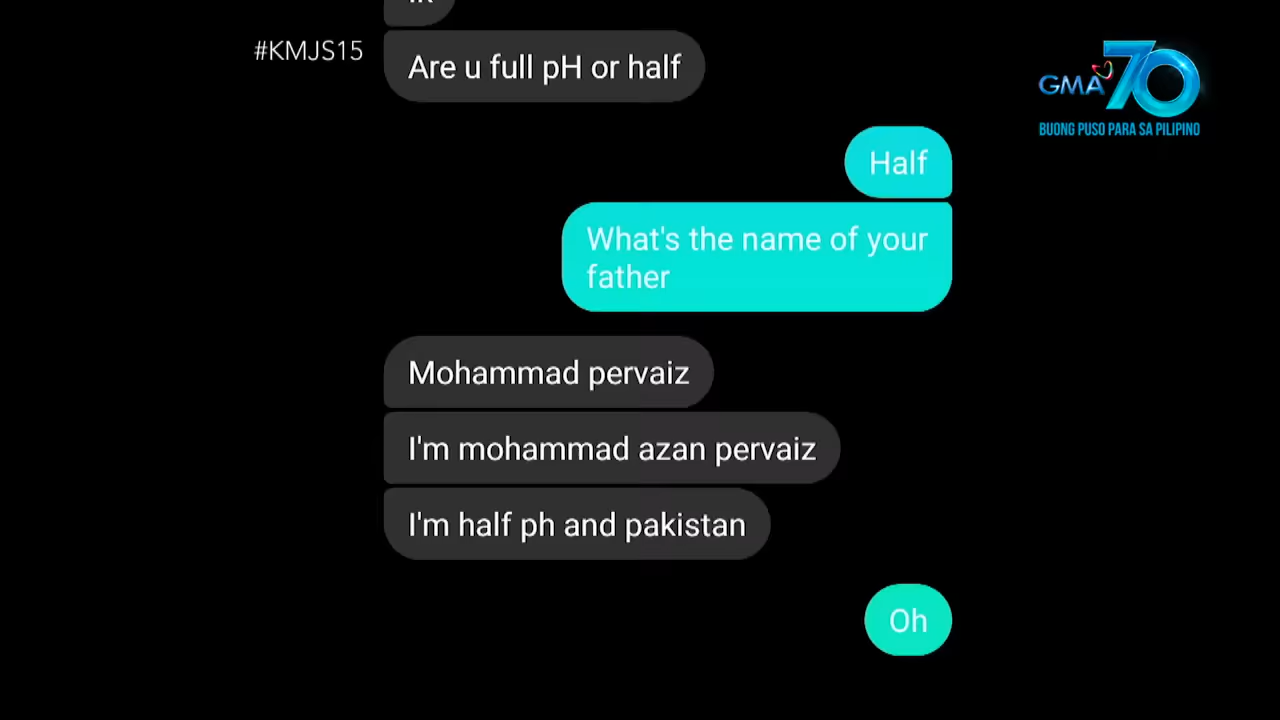 #KMJS15
Are u full pH or half
GMA 70
BUONG PUSO PARA SA PILIPINO
Half
What's the name of your
father
Mohammad pervaiz
I'm mohammad azan pervaiz
I'm half ph and pakistan
Oh